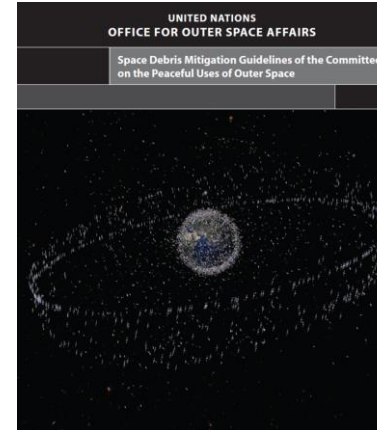 UNITED NATIONS
OFFICE FOR OUTER SPACE AFFAIRS
Space Debris Mitigation Guidelines of the Committee
on the Peaceful Uses of Outer Space